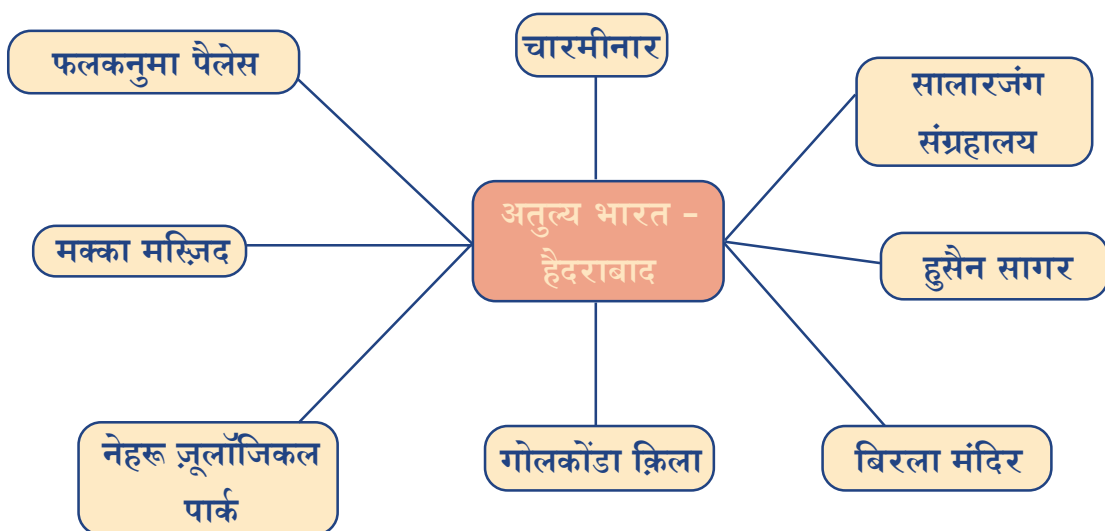 चारमीनार
फलकनुमा पैलेस
सालारजंग
संग्रहालय
अतुल्य भारत -
हैदराबाद
मक्का मस्ज़िद
हुसैन सागर
नेहरू ज़ूलॉजिकल
पार्क
गोलकोंडा क़िला
बिरला मंदिर